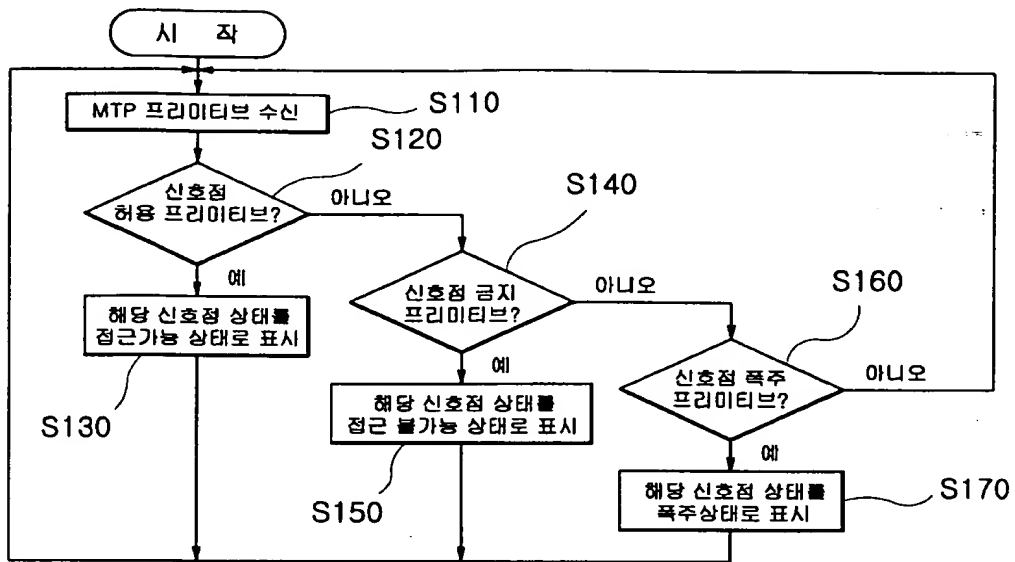 시 작
MTP 프리미티브 수신
S110
S120
신호점
허용 프리미티브?
아니오
예
해당 신호점 상태를
접근가능 상태로 표시
S130
S140
신호점 금지
프리미티브?
아니오
예
해당 신호점 상태를
접근 불가능 상태로 표시
S150
S160
신호점 폭주
프리미티브?
아니오
예
해당 신호점 상태를
폭주상태로 표시
S170